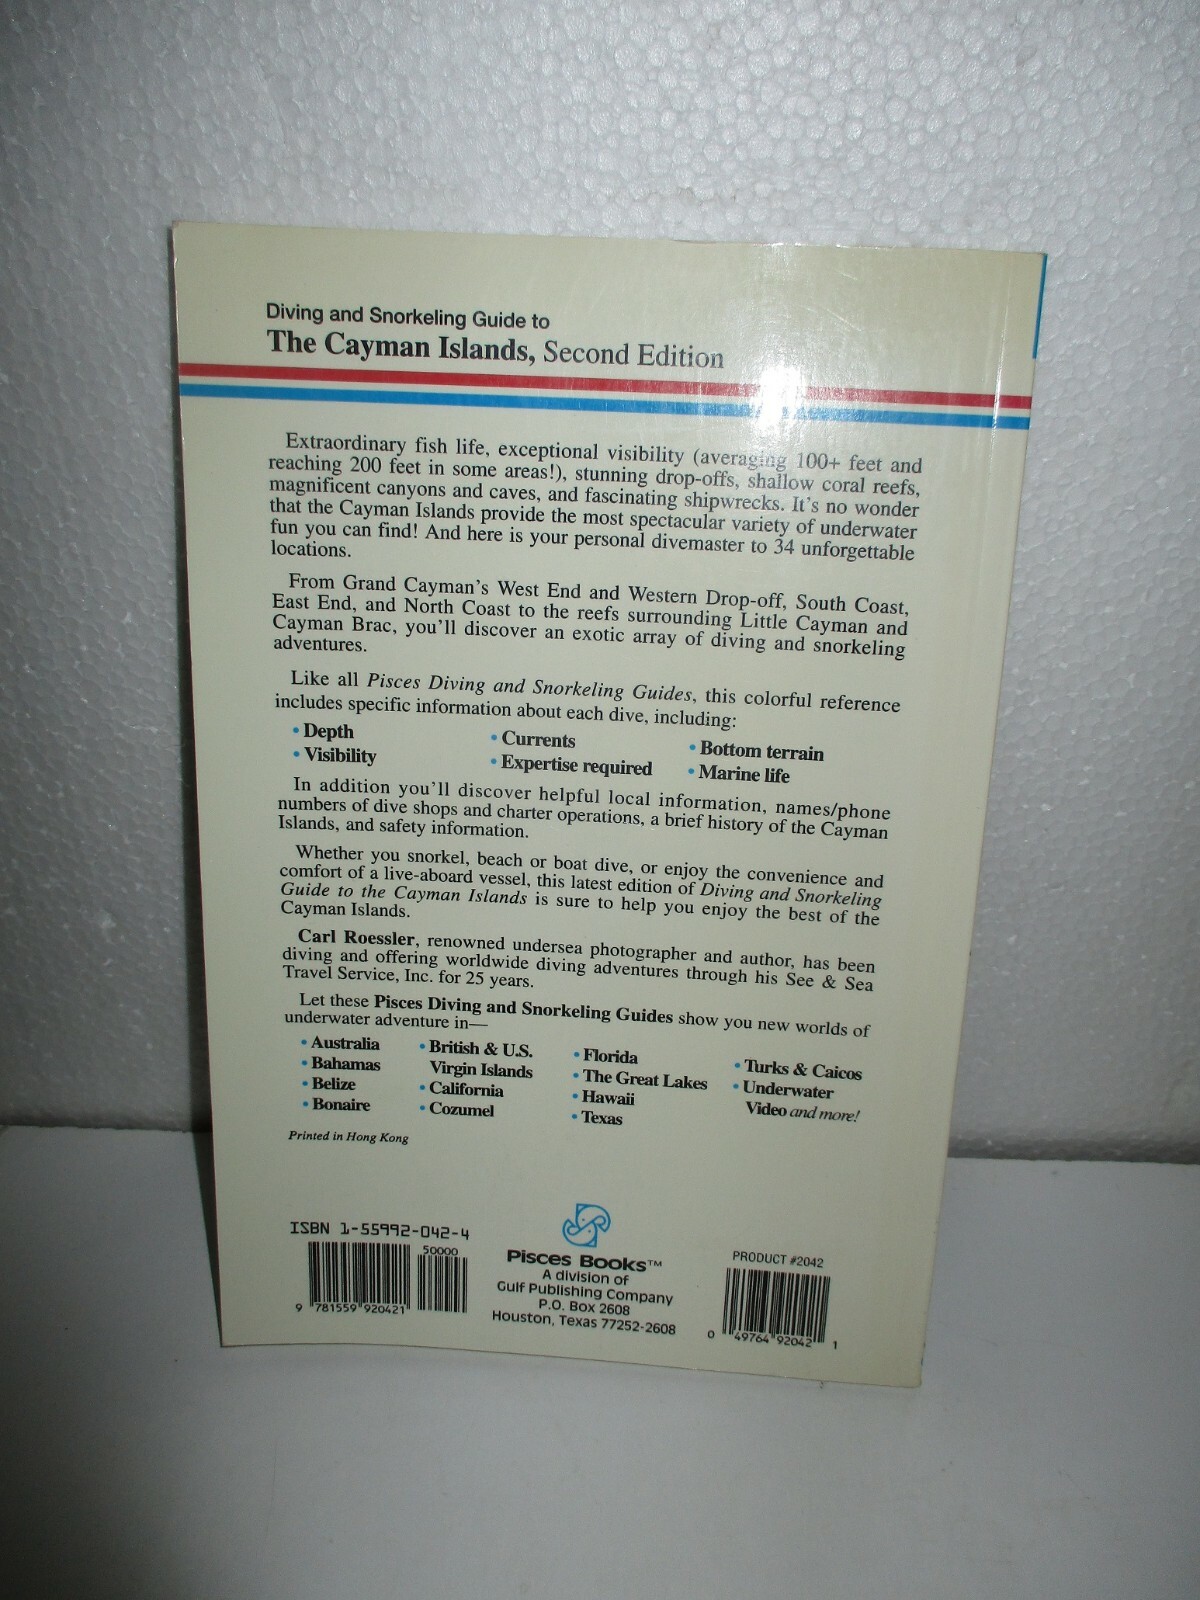 Diving and Snorkeling Guide to
The Cayman Islands, Second Edition
Extraordinary fish life, exceptional visibility (averaging 100+ feet and
reaching 200 feet in some areas!), stunning drop-offs, shallow coral reefs,
magnificent canyons and caves, and fascinating shipwrecks. It's no wonder
that the Cayman Islands provide the most spectacular variety of underwater
fun you can find! And here is your personal divemaster to 34 unforgettable
locations.
From Grand Cayman's West End and Western Drop-off, South Coast,
East End, and North Coast to the reefs surrounding Little Cayman and
Cayman Brac, you'll discover an exotic array of diving and snorkeling
adventures.
Like all Pisces Diving and Snorkeling Guides, this colorful reference
includes specific information about each dive, including:
• Depth
• Visibility
• Currents
• Expertise required
• Bottom terrain
• Marine life
In addition you'll discover helpful local information, names/phone
numbers of dive shops and charter operations, a brief history of the Cayman
Islands, and safety information.
Whether you snorkel, beach or boat dive, or enjoy the convenience and
comfort of a live-aboard vessel, this latest edition of Diving and Snorkeling
Guide to the Cayman Islands is sure to help you enjoy the best of the
Cayman Islands.
Carl Roessler, renowned undersea photographer and author, has been
diving and offering worldwide diving adventures through his See & Sea
Travel Service, Inc. for 25 years.
Let these Pisces Diving and Snorkeling Guides show you new worlds of
underwater adventure in—
• Australia
• Bahamas
• Belize
• Bonaire
• British & U.S.
Virgin Islands
• California
• Cozumel
• Florida
• The Great Lakes
• Hawaii
• Texas
• Turks & Caicos
• Underwater
Video and more!
Printed in Hong Kong
ISBN 1-55992-042-4
50000
9 781559 920421
Pisces Books™
A division of
Gulf Publishing Company
P.O. Box 2608
Houston, Texas 77252-2608
PRODUCT #2042
0 49764 92042 1